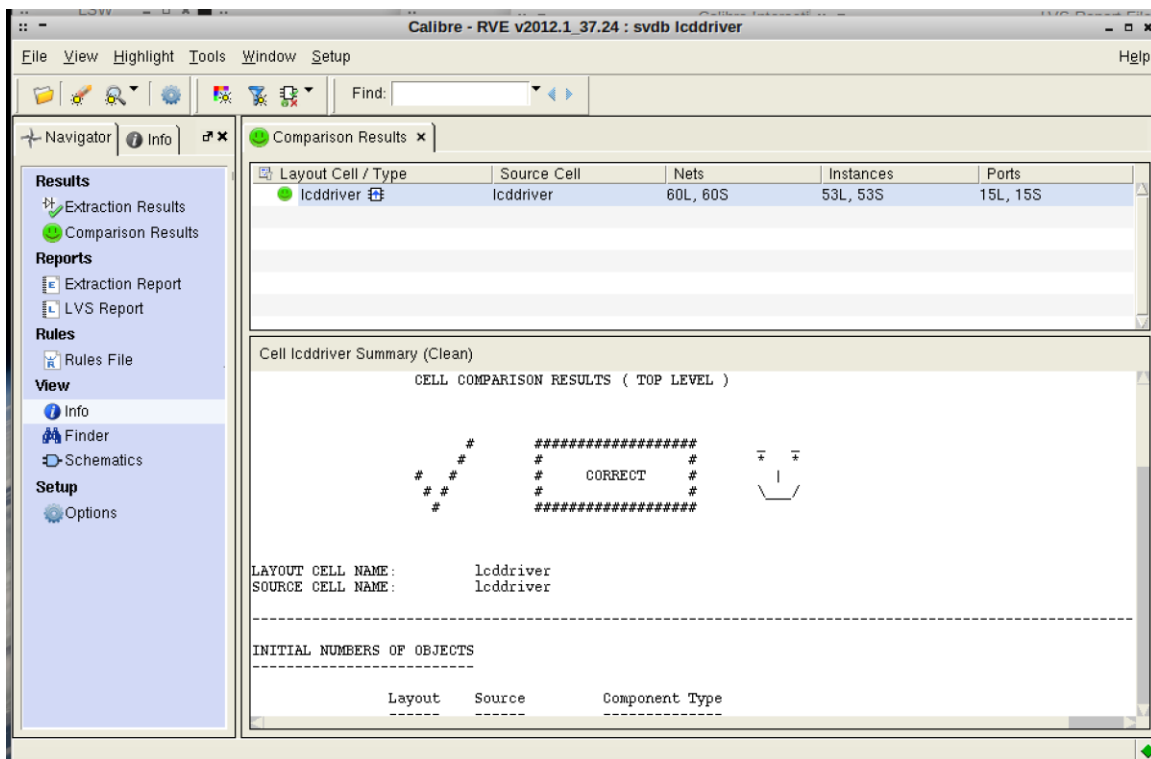 LSW
Calibre - RVE v2012.1_37.24 : svdb lcddriver
File View Highlight Tools Window Setup Help
Find:
Navigator Info
Comparison Results
Results
Extraction Results
Comparison Results
Reports
Extraction Report
LVS Report
Rules
Rules File
View
Info
Finder
Schematics
Setup
Options
Layout Cell / Type Source Cell Nets Instances Ports
lcddriver lcddriver 60L, 60S 53L, 53S 15L, 15S
Cell lcddriver Summary (Clean)
CELL COMPARISON RESULTS ( TOP LEVEL )
# ###################
# # #
# # # CORRECT #
# # # #
# ###################
LAYOUT CELL NAME: lcddriver
SOURCE CELL NAME: lcddriver
INITIAL NUMBERS OF OBJECTS
Layout Source Component Type